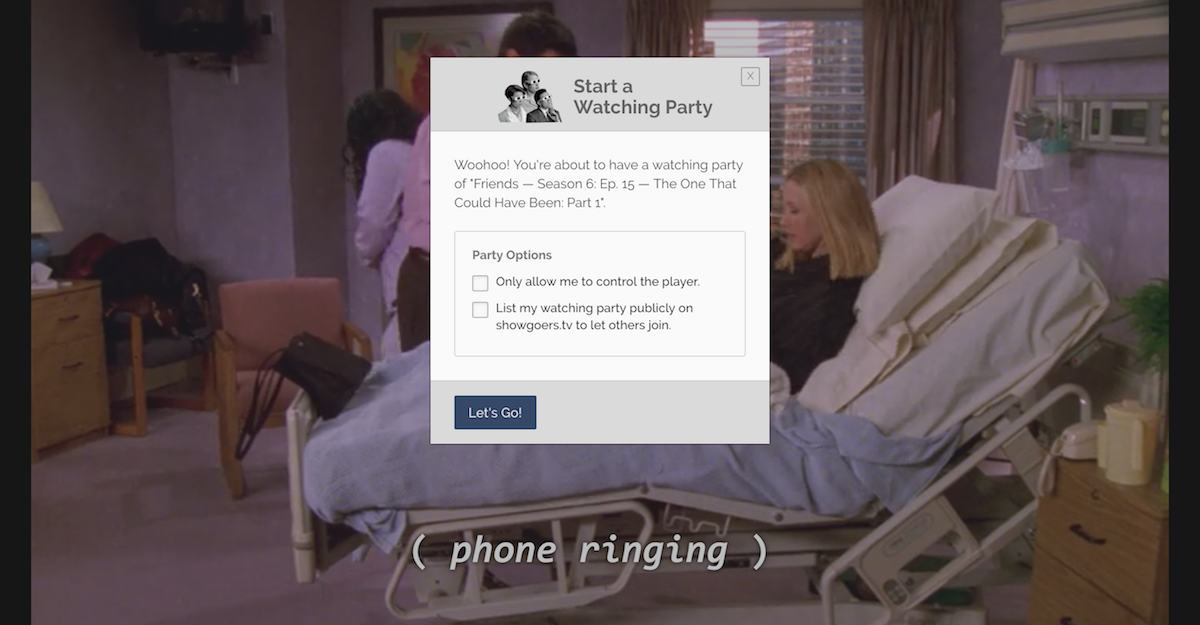 Start a
Watching Party
X
Woohoo! You're about to have a watching party
of "Friends — Season 6: Ep. 15 — The One That
Could Have Been: Part 1".
Party Options
Only allow me to control the player.
List my watching party publicly on
showgoers.tv to let others join.
Let's Go!
( phone ringing )